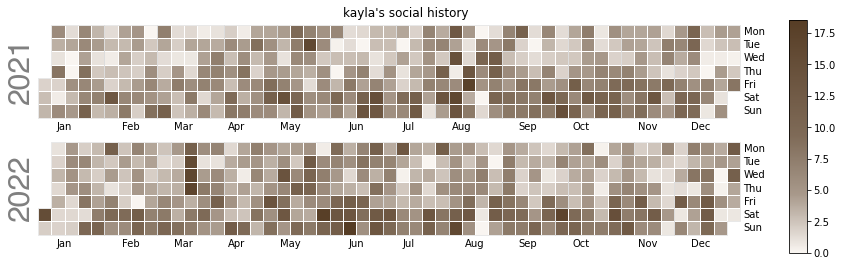 kayla's social history
2021
Mon
Tue
Wed
Thu
Fri
Sat
Sun
Jan Feb Mar Apr May Jun Jul Aug Sep Oct Nov Dec
2022
Mon
Tue
Wed
Thu
Fri
Sat
Sun
Jan Feb Mar Apr May Jun Jul Aug Sep Oct Nov Dec
17.5
15.0
12.5
10.0
7.5
5.0
2.5
0.0